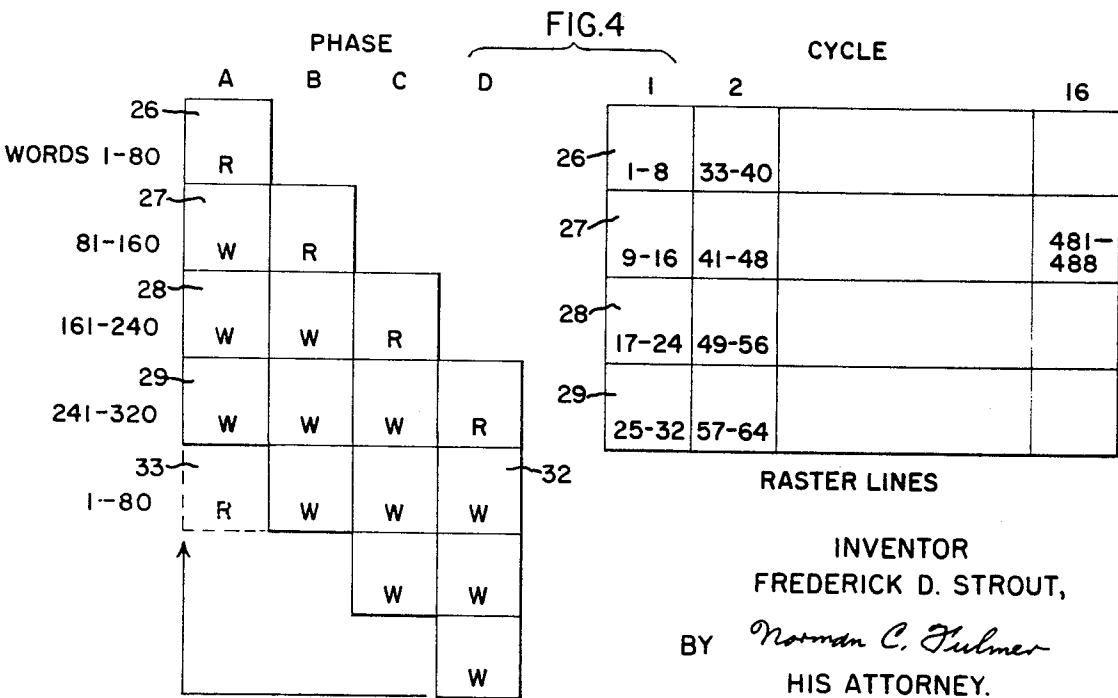 FIG.4
PHASE
A B C D
26
WORDS 1-80 R
27
81-160 W R
28
161-240 W W R
29
241-320 W W W R
33 32
1-80 R W W W
W W
W
CYCLE
1 2 16
26 1-8 33-40
27 9-16 41-48 481-
488
28 17-24 49-56
29 25-32 57-64
RASTER LINES
INVENTOR
FREDERICK D. STROUT,
BY Norman C. Fulmer
HIS ATTORNEY.